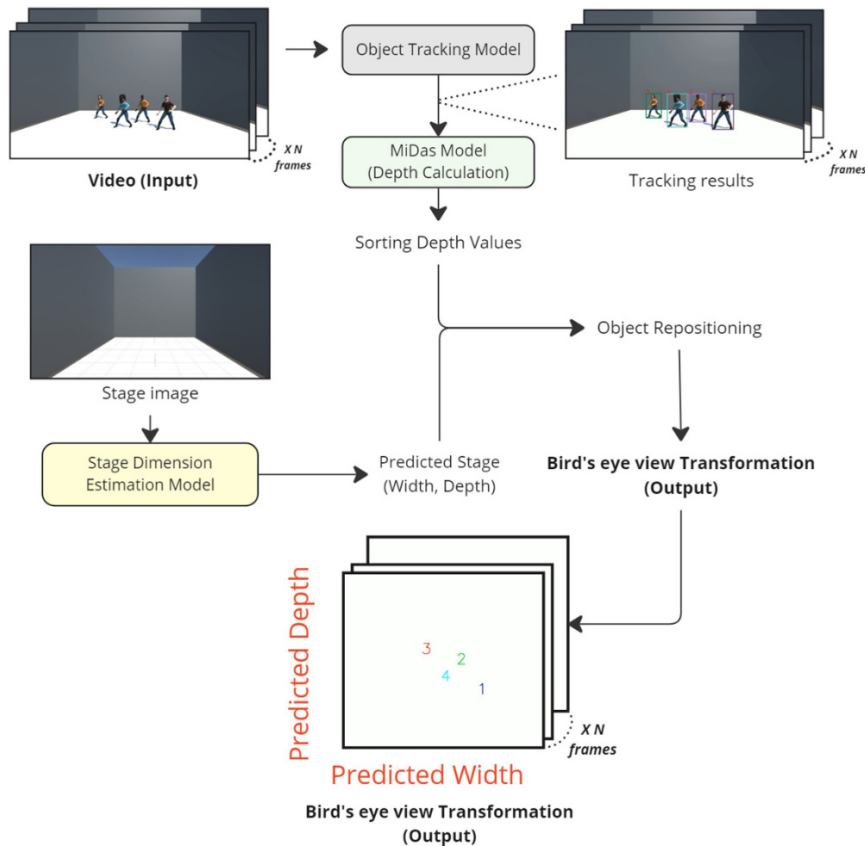 Object Tracking Model
X N
frames
Video (Input)
MiDas Model
(Depth Calculation)
X N
frames
Tracking results
Sorting Depth Values
Object Repositioning
Stage image
Stage Dimension
Estimation Model
Predicted Stage
(Width, Depth)
Bird's eye view Transformation
(Output)
Predicted Depth
3
2
4
1
X N
frames
Predicted Width
Bird's eye view Transformation
(Output)